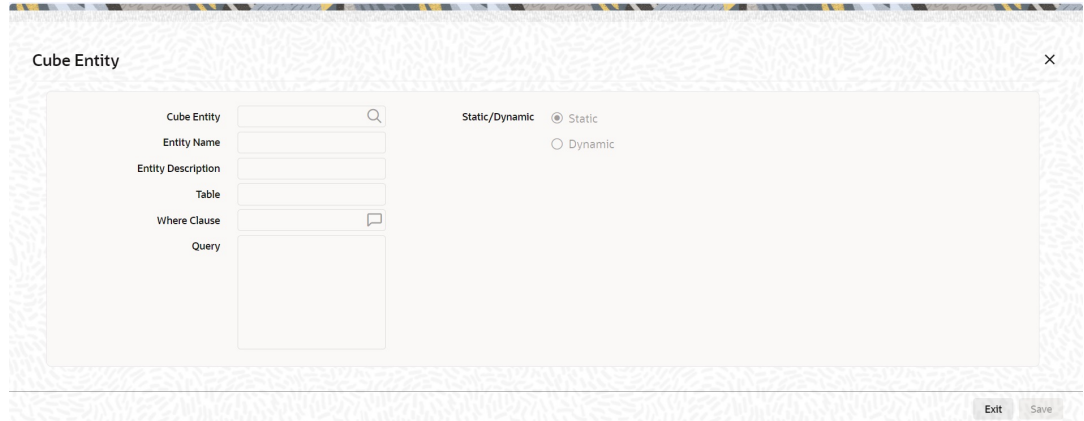 Cube Entity
Cube Entity
Entity Name
Entity Description
Table
Where Clause
Query
Static/Dynamic
Static
Dynamic
Exit
Save